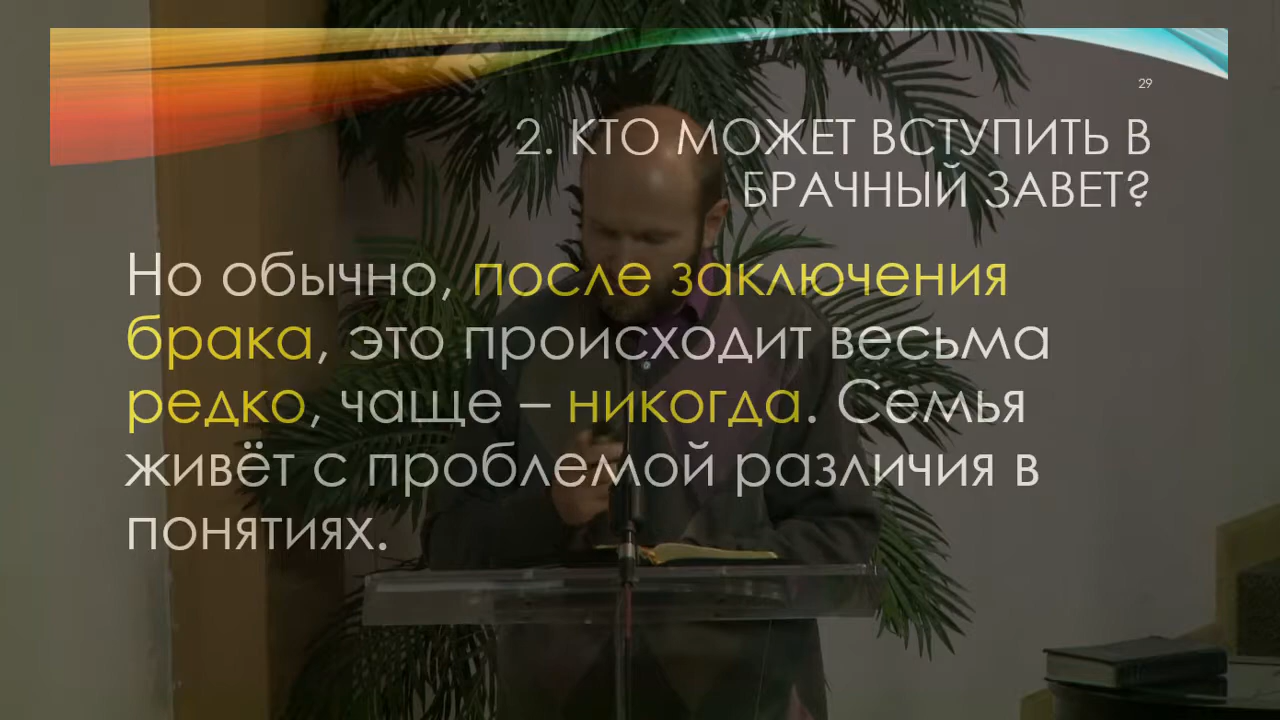 29
2. КТО МОЖЕТ ВСТУПИТЬ В
БРАЧНЫЙ ЗАВЕТ?
Но обычно, после заключения
брака, это происходит весьма
редко, чаще – никогда. Семья
живёт с проблемой различия в
понятиях.